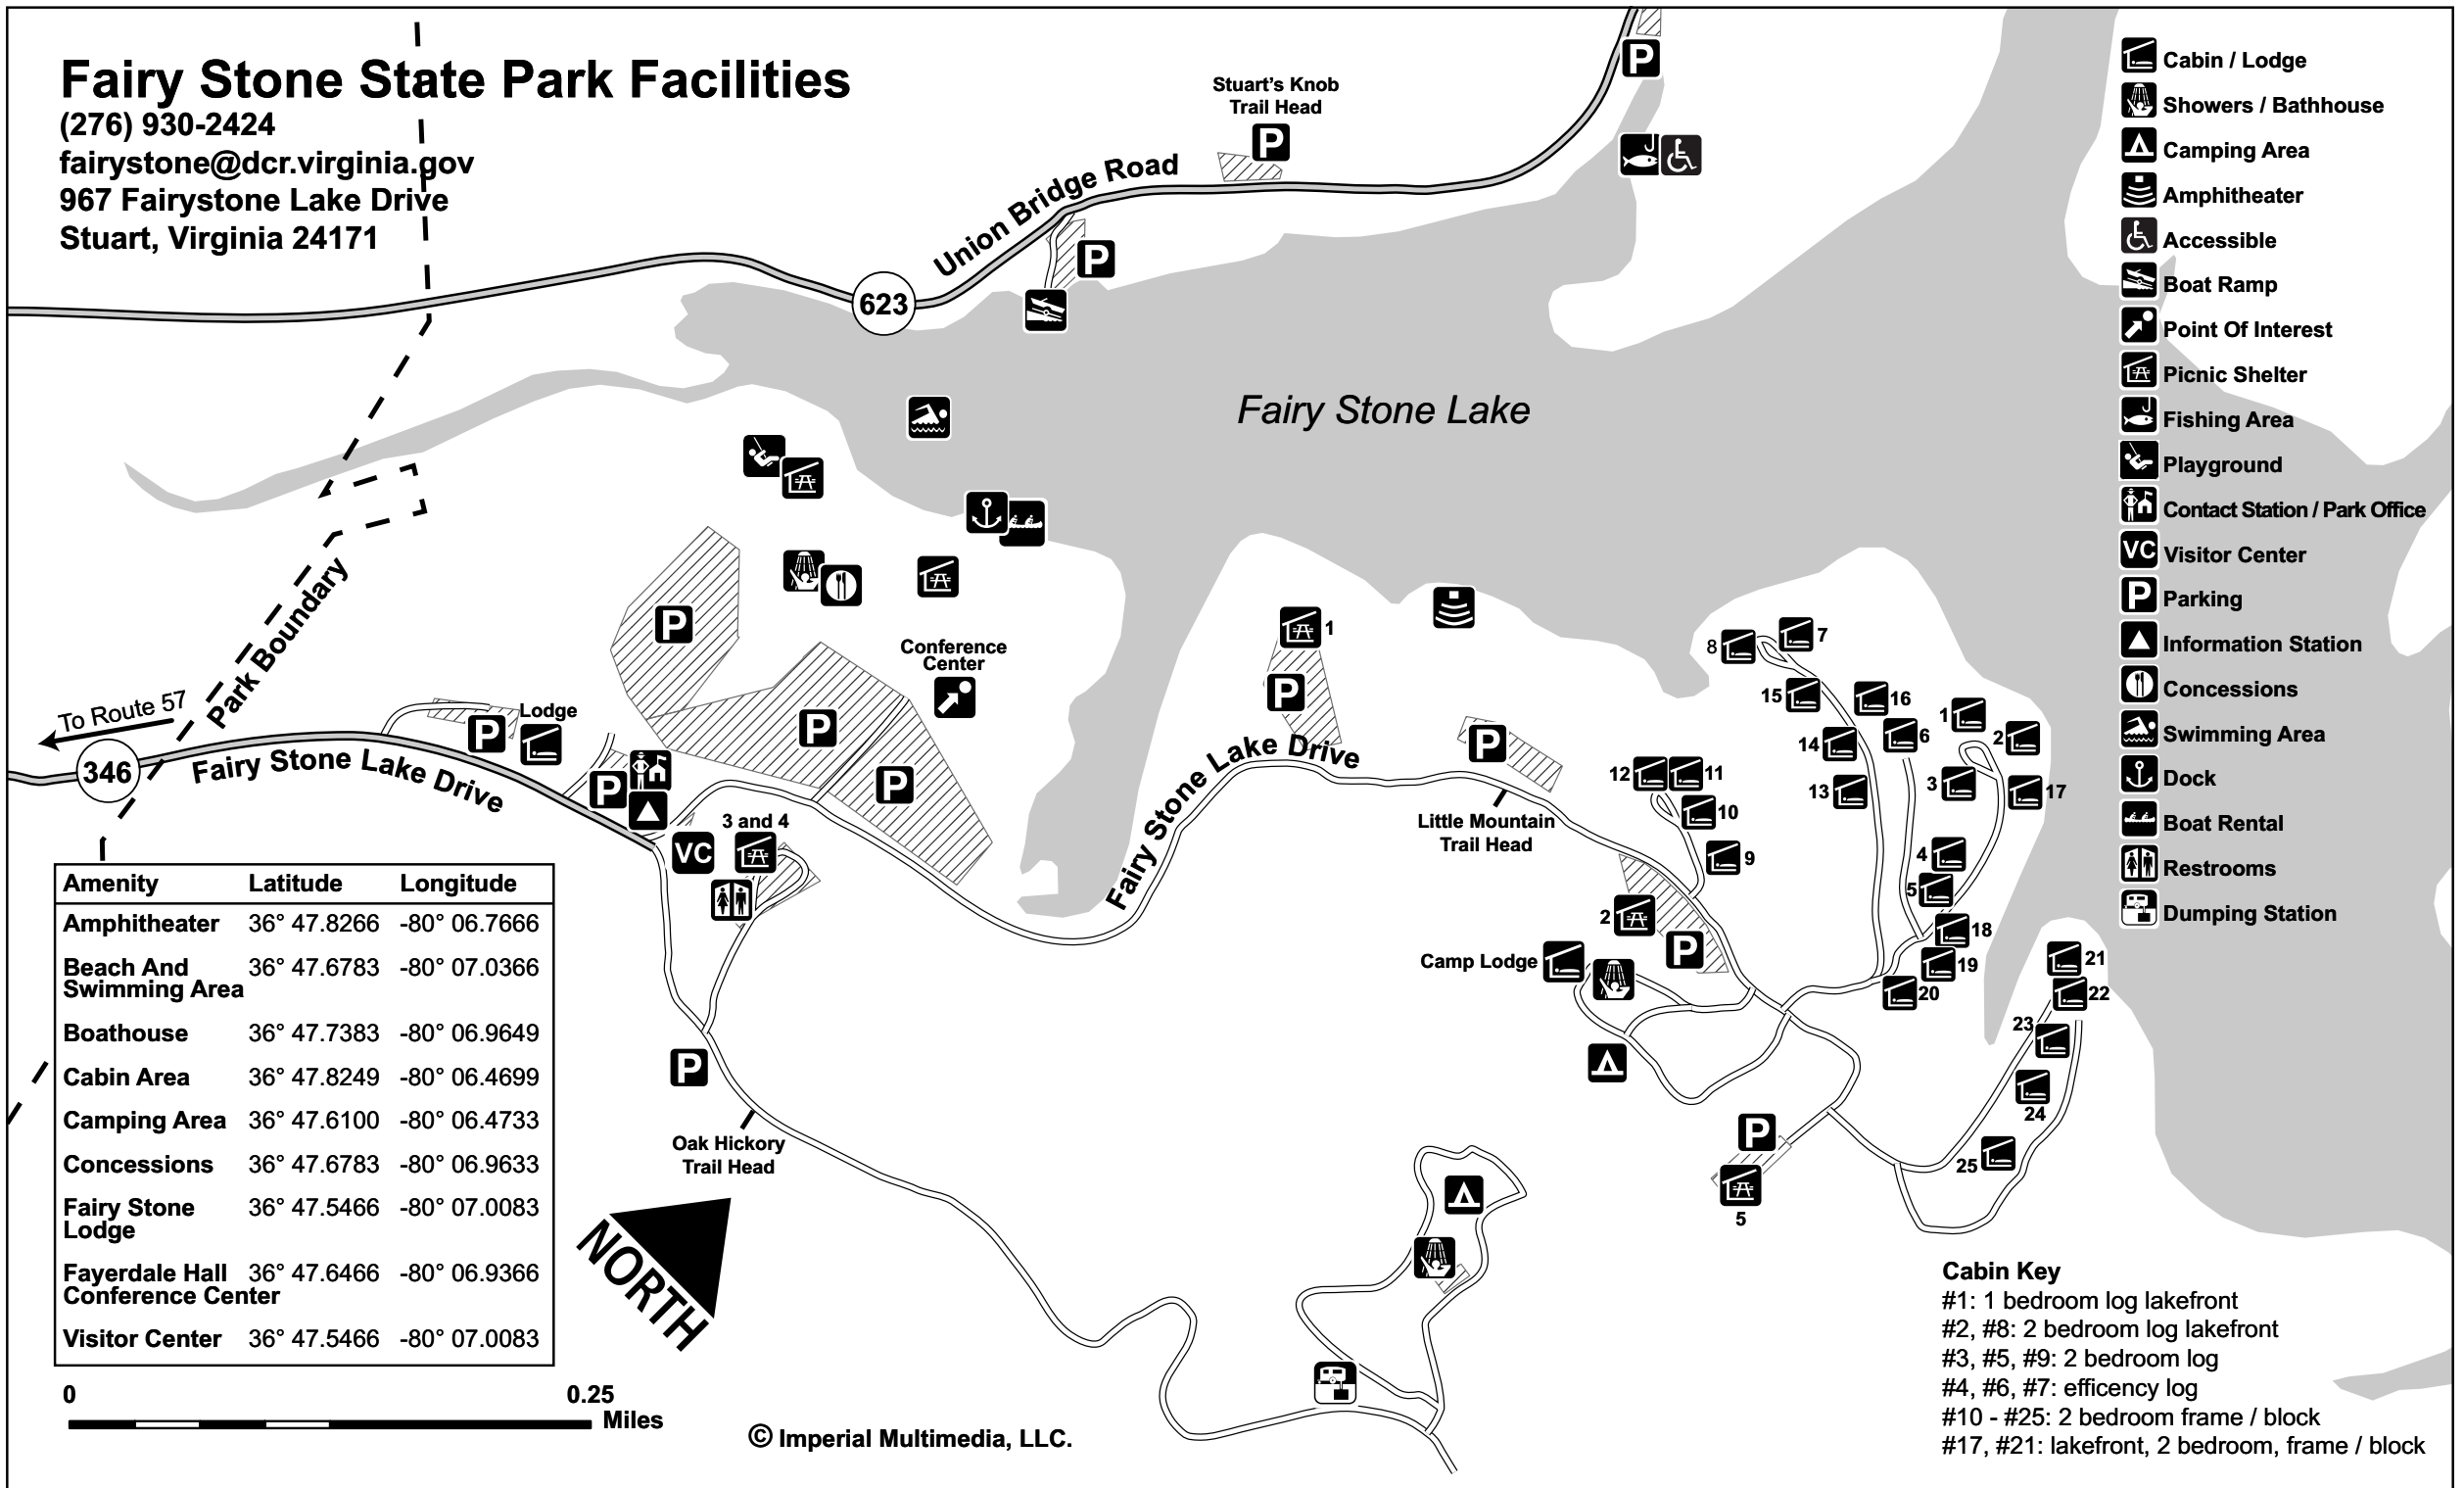 Fairy Stone State Park Facilities
(276) 930-2424
fairystone@dcr.virginia.gov
967 Fairystone Lake Drive
Stuart, Virginia 24171
Stuart's Knob
Trail Head
P
P
Union Bridge Road
P
623
Fairy Stone Lake
Park Boundary
To Route 57
346
Fairy Stone Lake Drive
P
Lodge
P
P
P
P
Conference
Center
VC
3 and 4
1
P
Fairy Stone Lake Drive
P
Little Mountain
Trail Head
8
7
15
16
14
6
13
1
2
3
17
12
11
10
9
4
5
18
19
20
2
P
Camp Lodge
21
22
23
24
25
P
5
P
Oak Hickory
Trail Head
NORTH
Cabin / Lodge
Showers / Bathhouse
Camping Area
Amphitheater
Accessible
Boat Ramp
Point Of Interest
Picnic Shelter
Fishing Area
Playground
Contact Station / Park Office
VC Visitor Center
P Parking
Information Station
Concessions
Swimming Area
Dock
Boat Rental
Restrooms
Dumping Station
Amenity Latitude Longitude
Amphitheater 36° 47.8266 -80° 06.7666
Beach And 36° 47.6783 -80° 07.0366
Swimming Area
Boathouse 36° 47.7383 -80° 06.9649
Cabin Area 36° 47.8249 -80° 06.4699
Camping Area 36° 47.6100 -80° 06.4733
Concessions 36° 47.6783 -80° 06.9633
Fairy Stone 36° 47.5466 -80° 07.0083
Lodge
Fayerdale Hall 36° 47.6466 -80° 06.9366
Conference Center
Visitor Center 36° 47.5466 -80° 07.0083
0 0.25
Miles
© Imperial Multimedia, LLC.
Cabin Key
#1: 1 bedroom log lakefront
#2, #8: 2 bedroom log lakefront
#3, #5, #9: 2 bedroom log
#4, #6, #7: efficency log
#10 - #25: 2 bedroom frame / block
#17, #21: lakefront, 2 bedroom, frame / block